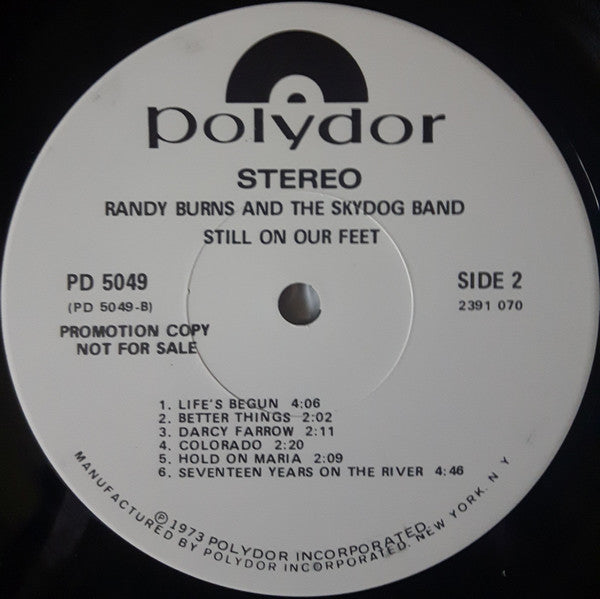 polydor
STEREO
RANDY BURNS AND THE SKYDOG BAND
STILL ON OUR FEET
PD 5049
(PD 5049-B)
PROMOTION COPY
NOT FOR SALE
SIDE 2
2391 070
1. LIFE'S BEGUN 4:06
2. BETTER THINGS 2:02
3. DARCY FARROW 2:11
4. COLORADO 2:20
5. HOLD ON MARIA 2:09
6. SEVENTEEN YEARS ON THE RIVER 4:46
℗1973 POLYDOR INCORPORATED.
MANUFACTURED BY POLYDOR INCORPORATED. NEW YORK. N Y